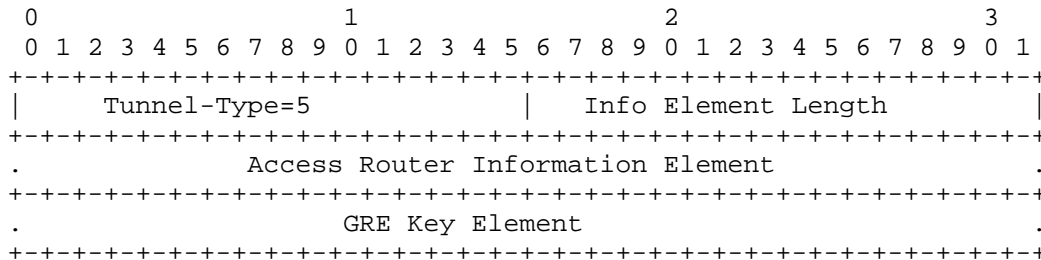 0                   1                   2                   3
 0 1 2 3 4 5 6 7 8 9 0 1 2 3 4 5 6 7 8 9 0 1 2 3 4 5 6 7 8 9 0 1
+-+-+-+-+-+-+-+-+-+-+-+-+-+-+-+-+-+-+-+-+-+-+-+-+-+-+-+-+-+-+-+-+
|     Tunnel-Type=5             |   Info Element Length         |
+-+-+-+-+-+-+-+-+-+-+-+-+-+-+-+-+-+-+-+-+-+-+-+-+-+-+-+-+-+-+-+-+
.              Access Router Information Element                .
+-+-+-+-+-+-+-+-+-+-+-+-+-+-+-+-+-+-+-+-+-+-+-+-+-+-+-+-+-+-+-+-+
.                    GRE Key Element                            .
+-+-+-+-+-+-+-+-+-+-+-+-+-+-+-+-+-+-+-+-+-+-+-+-+-+-+-+-+-+-+-+-+